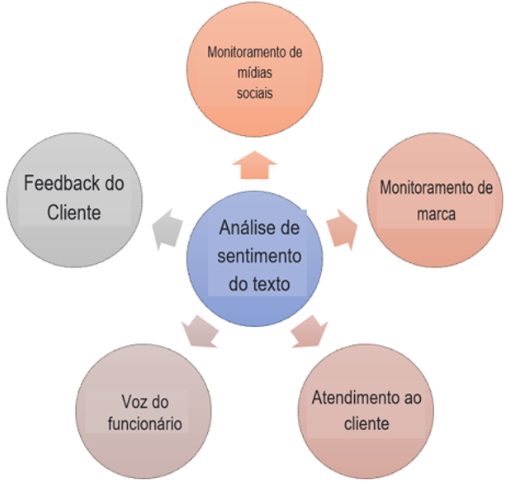 Monitoramento de
mídias
sociais
Feedback do
Cliente
Monitoramento de
marca
Análise de
sentimento
do texto
Voz do
funcionário
Atendimento ao
cliente